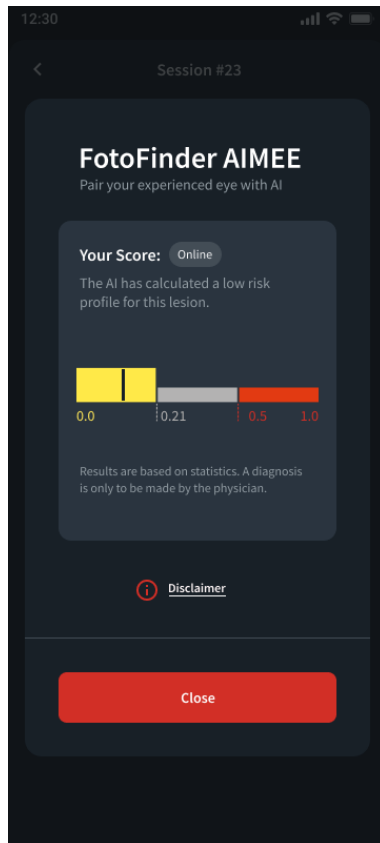 12:30
Session #23
FotoFinder AIMEE
Pair your experienced eye with AI
Your Score: Online
The AI has calculated a low risk
profile for this lesion.
0.0 0.21 0.5 1.0
Results are based on statistics. A diagnosis
is only to be made by the physician.
Disclaimer
Close